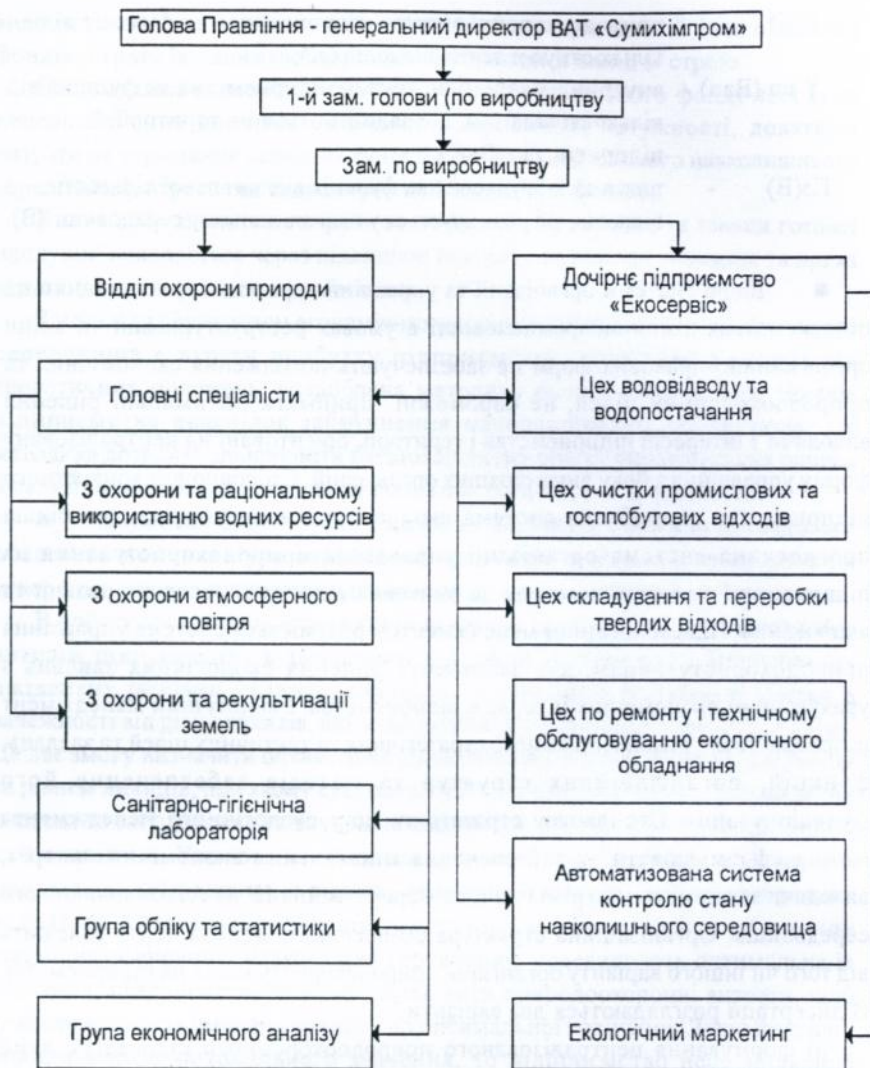 Голова Правління - генеральний директор ВАТ «Сумихімпром»
1-й зам. голови (по виробництву
Зам. по виробництву
Відділ охорони природи
Дочірнє підприємство
«Екосервіс»
Головні спеціалісти
Цех водовідводу та
водопостачання
З охорони та раціональному
використанню водних ресурсів
Цех очистки промислових та
госппобутових відходів
З охорони атмосферного
повітря
Цех складування та переробки
твердих відходів
З охорони та рекультивації
земель
Цех по ремонту і технічному
обслуговуванню екологічного
обладнання
Санітарно-гігієнічна
лабораторія
Автоматизована система
контролю стану
навколишнього середовища
Група обліку та статистики
Група економічного аналізу
Екологічний маркетинг